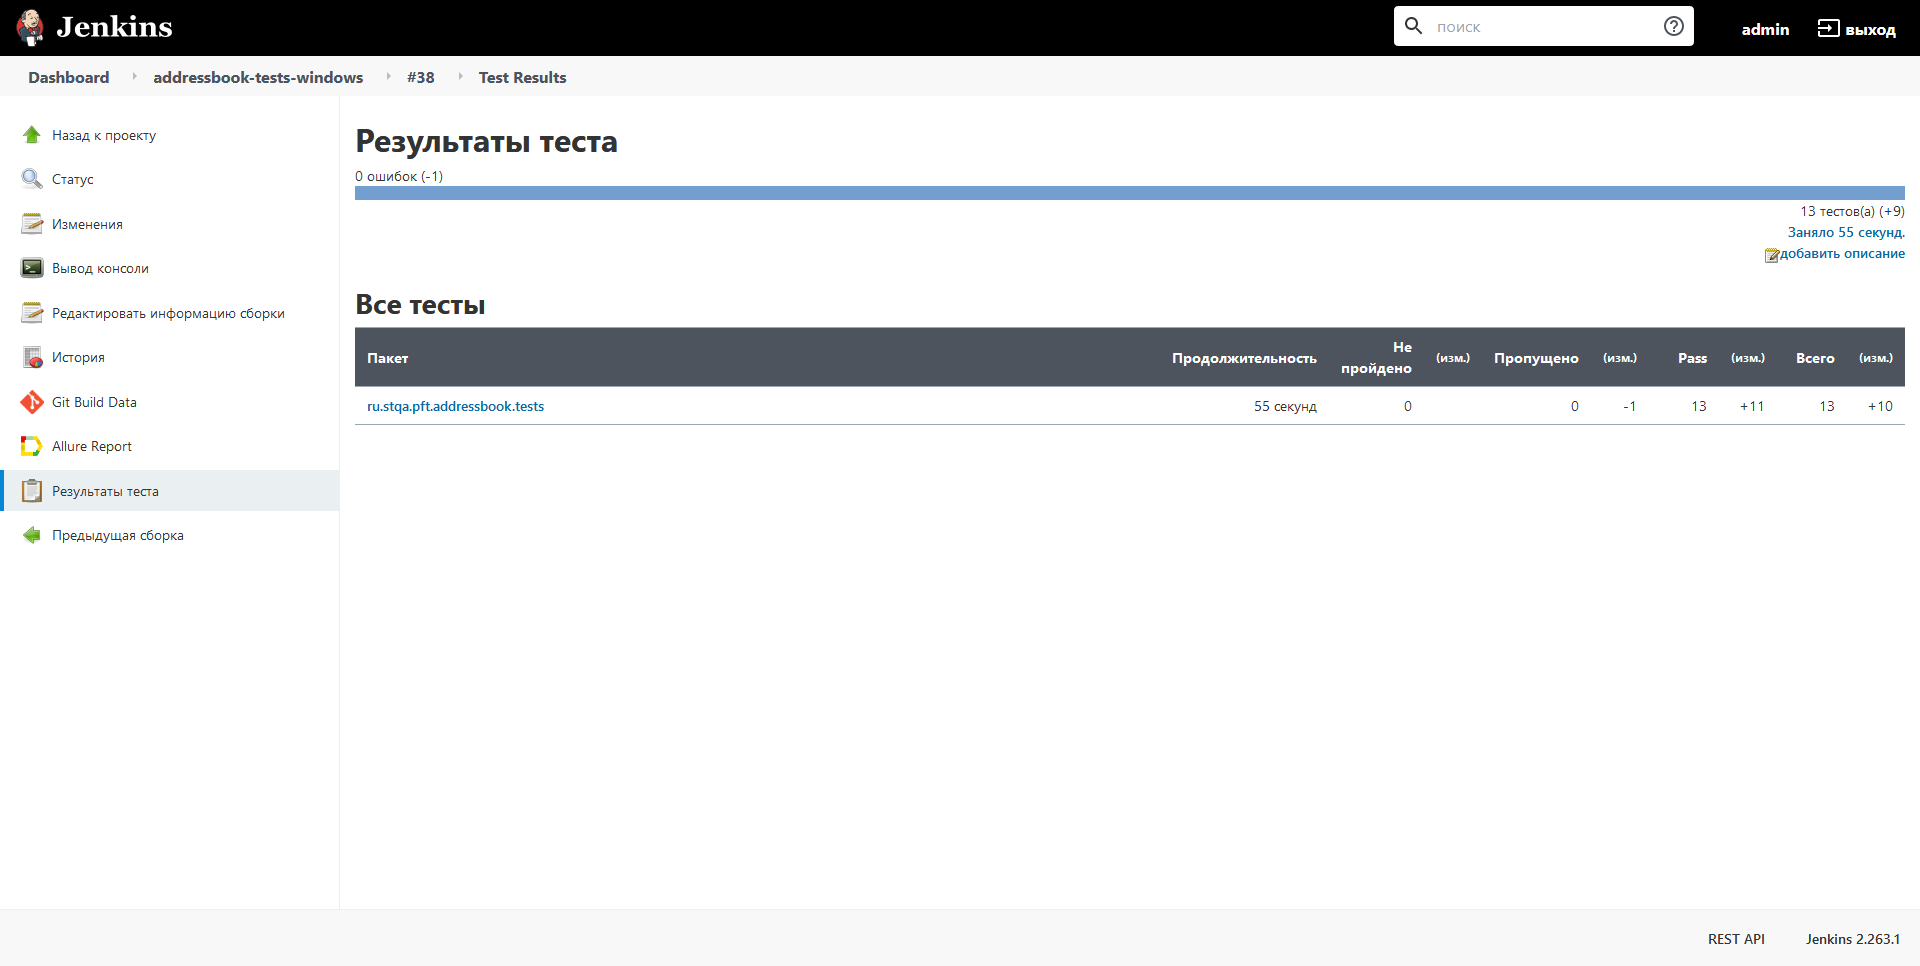 Jenkins
поиск
admin
выход
Dashboard
addressbook-tests-windows
#38
Test Results
Назад к проекту
Статус
Изменения
Вывод консоли
Редактировать информацию сборки
История
Git Build Data
Allure Report
Результаты теста
Предыдущая сборка
Результаты теста
0 ошибок (-1)
13 тестов(а) (+9)
Заняло 55 секунд.
добавить описание
Все тесты
Пакет Продолжительность Не пройдено (изм.) Пропущено (изм.) Pass (изм.) Всего (изм.)
ru.stqa.pft.addressbook.tests 55 секунд 0 0 -1 13 +11 13 +10
REST API Jenkins 2.263.1